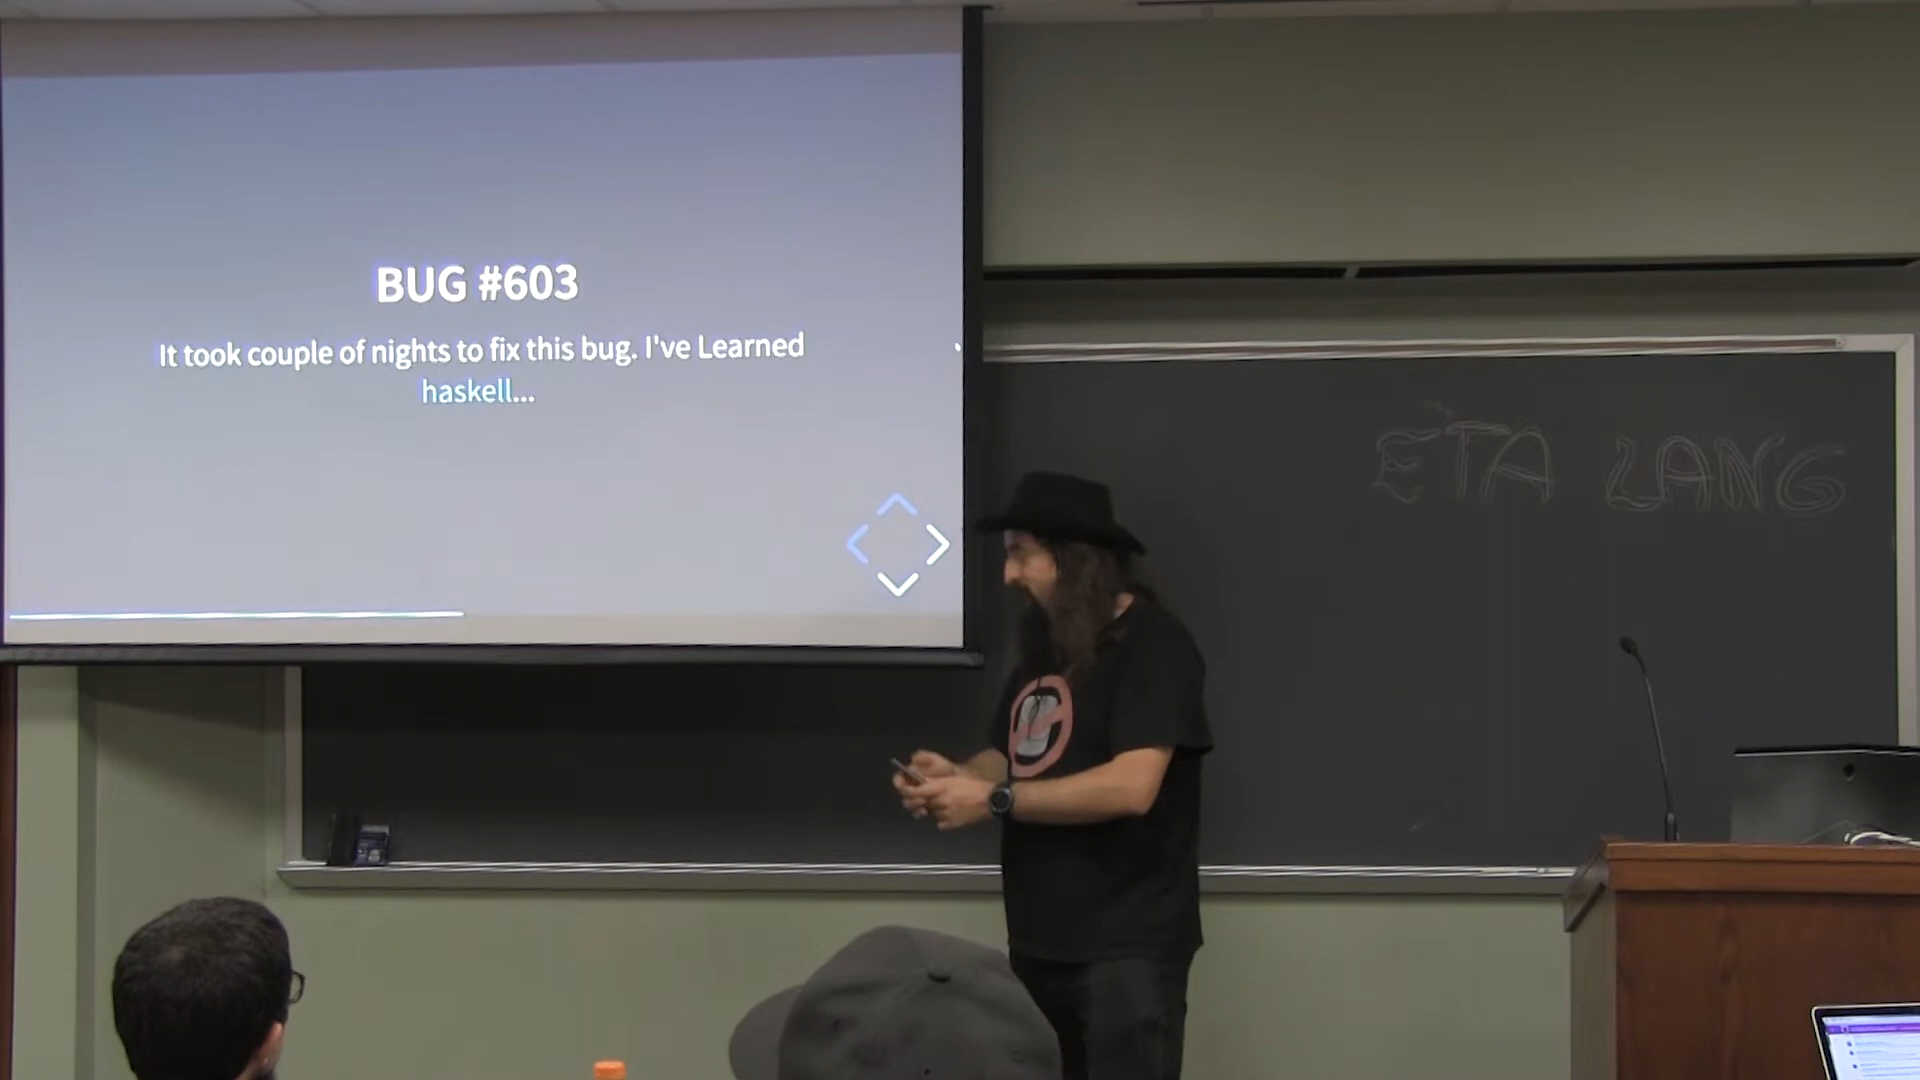 BUG #603
It took couple of nights to fix this bug. I've Learned
haskell...
ETA LANG